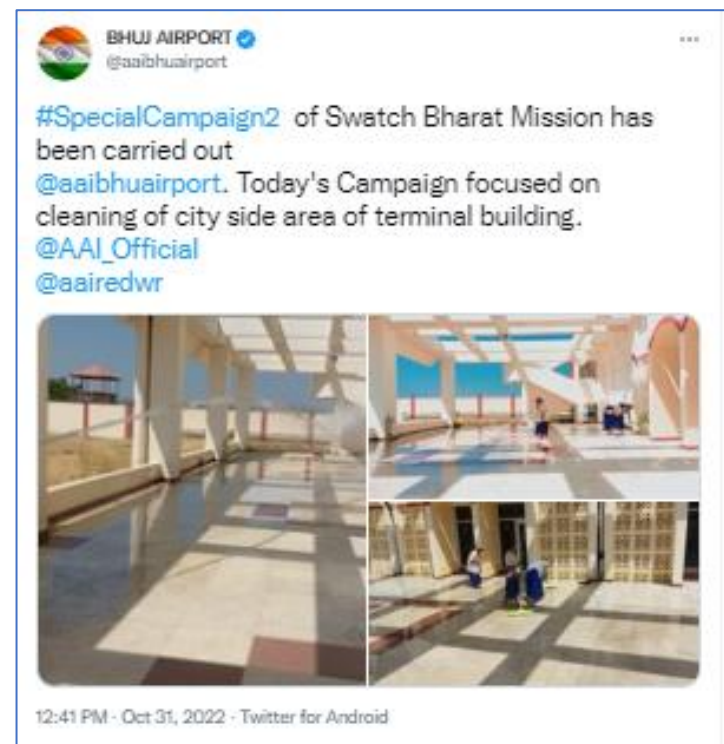 BHUJ AIRPORT
@aaibhuairport
#SpecialCampaign2 of Swatch Bharat Mission has
been carried out
@aaibhuairport. Today's Campaign focused on
cleaning of city side area of terminal building.
@AAI_Official
@aairedwr
12:41 PM · Oct 31, 2022 · Twitter for Android